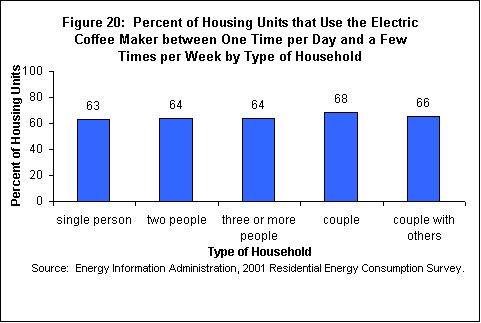 Figure 20:  Percent of Housing Units that Use the Electric
Coffee Maker between One Time per Day and a Few
Times per Week by Type of Household
Percent of Housing Units
100
80
60
40
20
0
63
64
64
68
66
single person
two people
three or more
people
couple
couple with
others
Type of Household
Source:  Energy Information Administration, 2001 Residential Energy Consumption Survey.